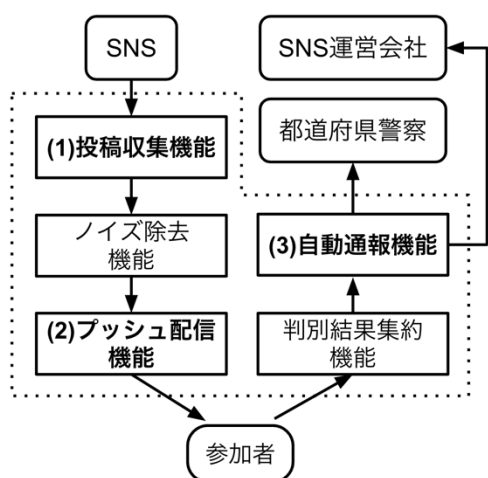 SNS
SNS運営会社
(1)投稿収集機能
都道府県警察
ノイズ除去
機能
(3)自動通報機能
(2)プッシュ配信
機能
判別結果集約
機能
参加者